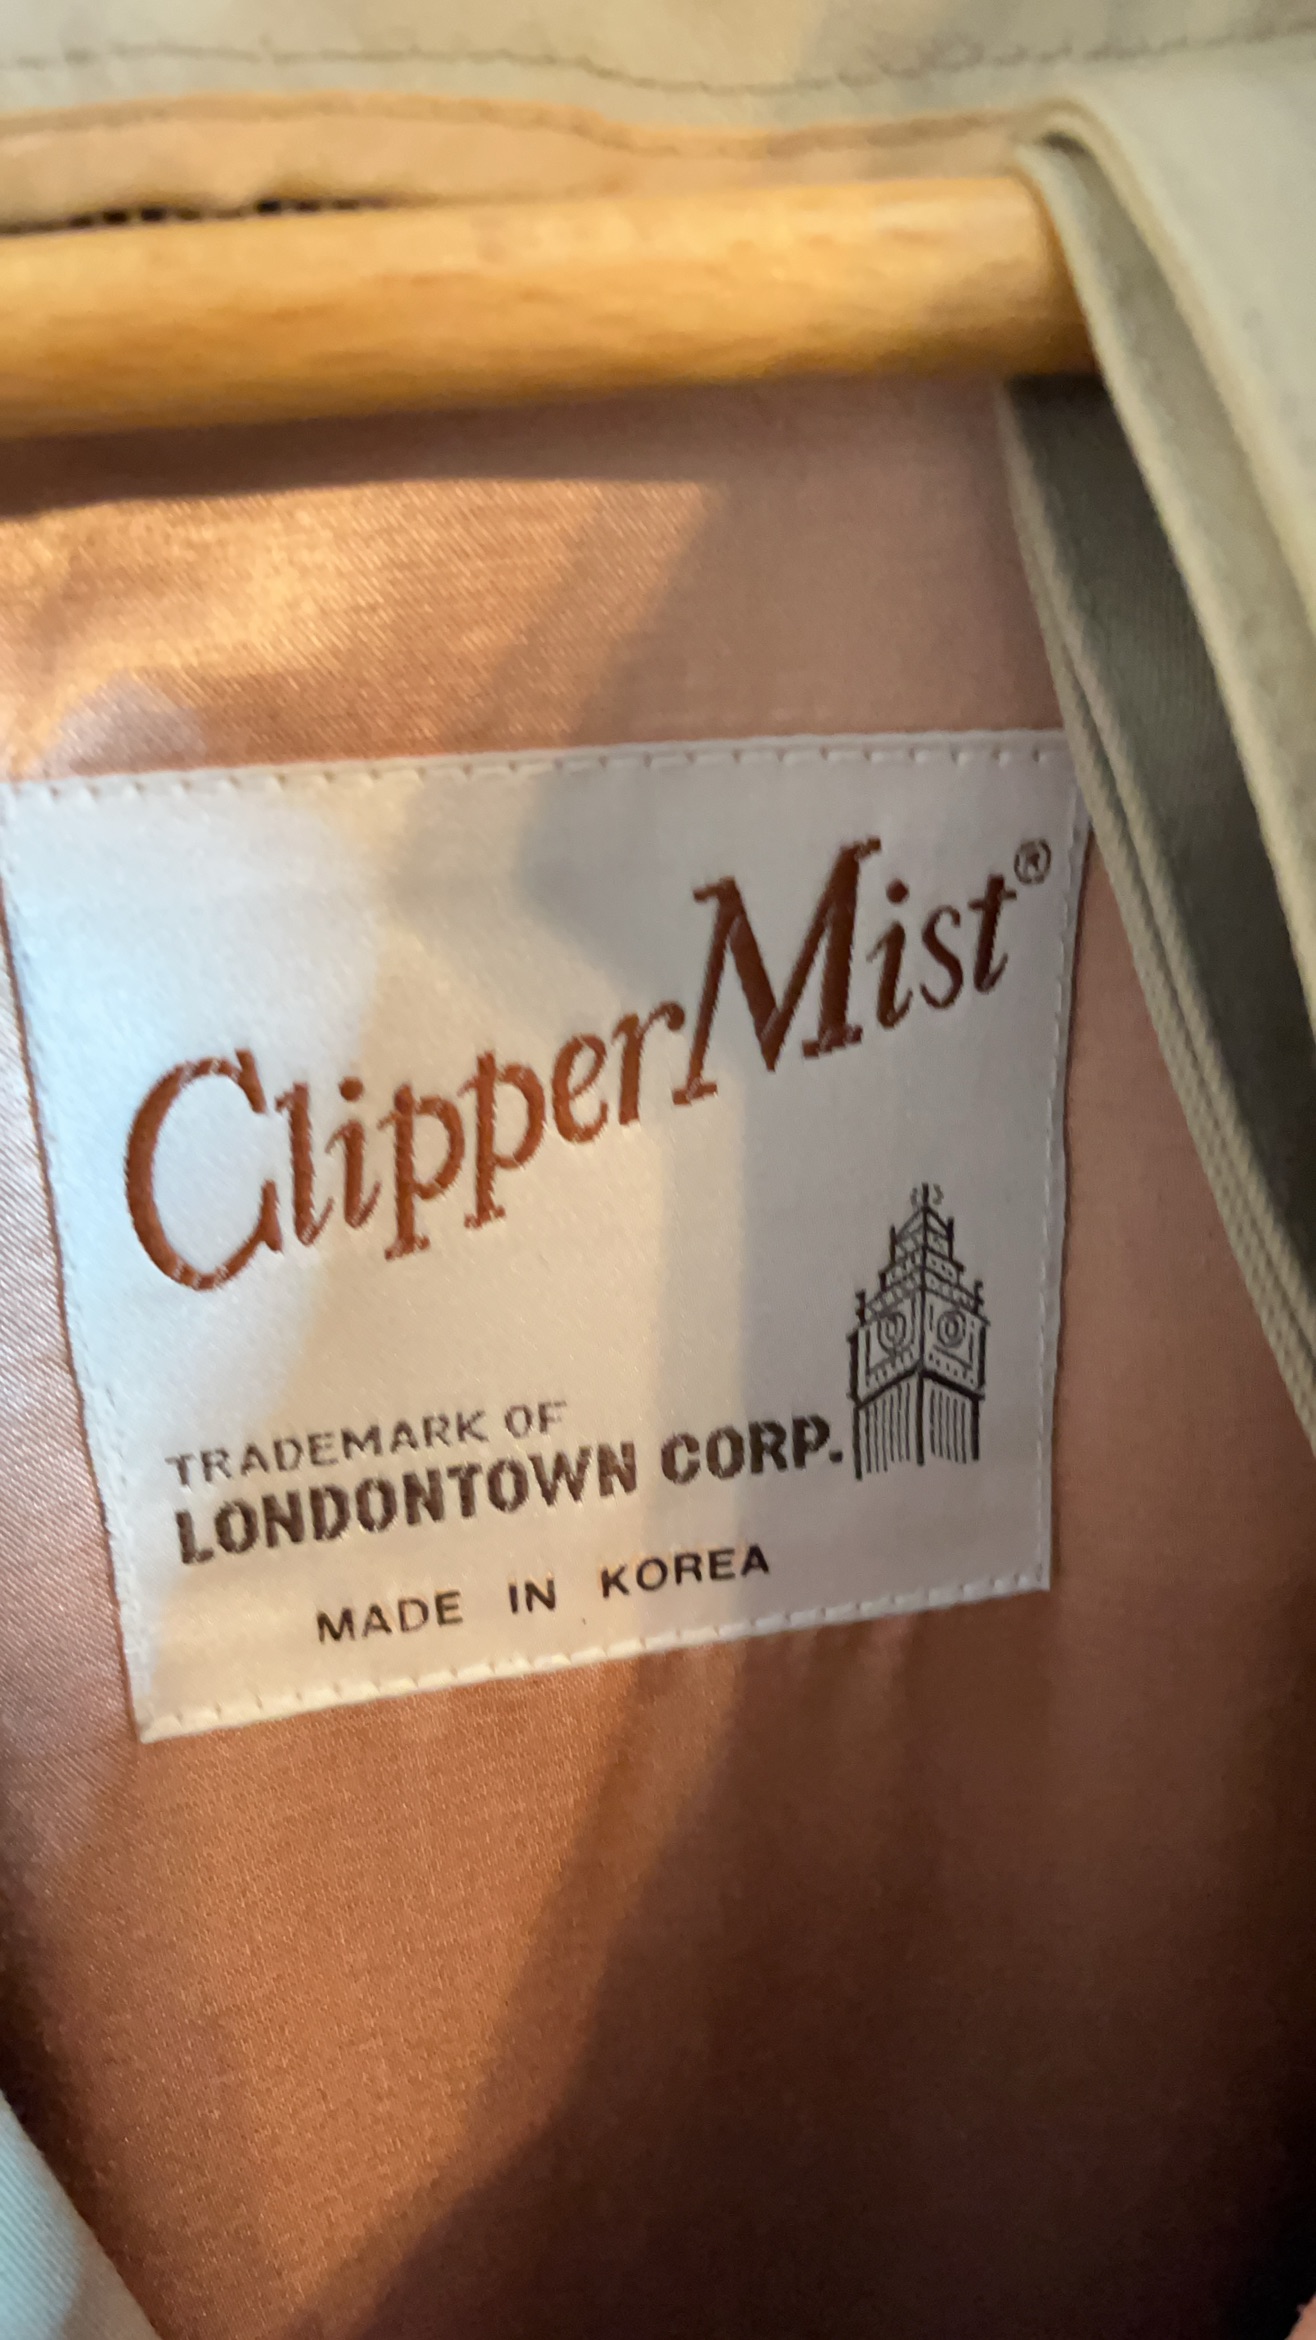 ClipperMist®
TRADEMARK OF
LONDONTOWN CORP.
MADE IN KOREA